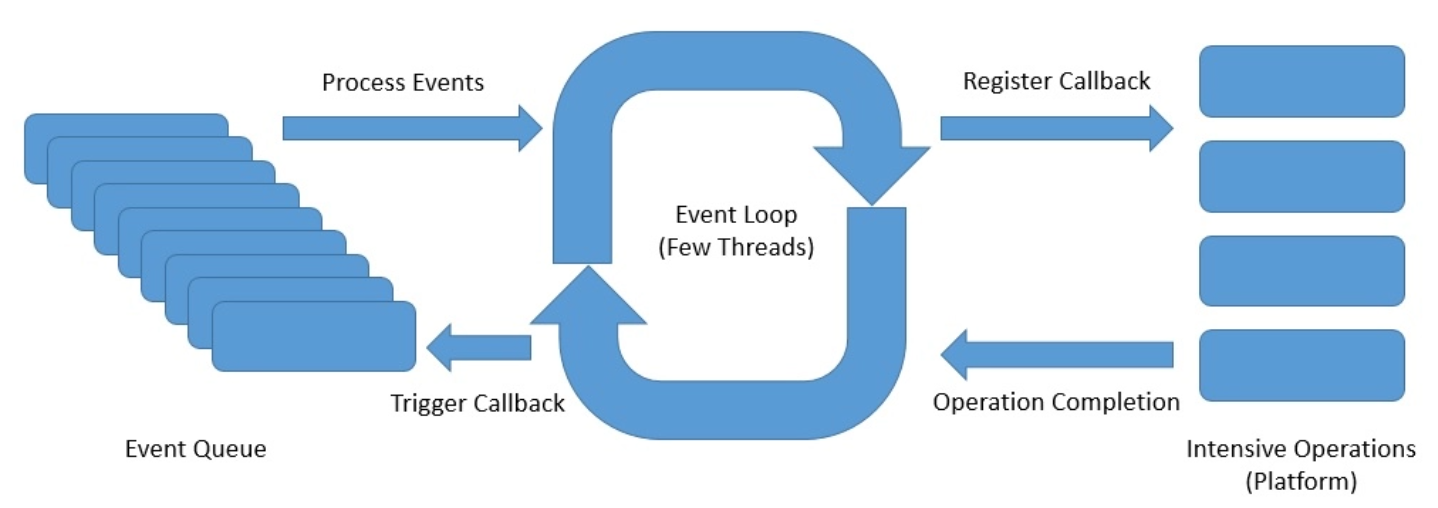 Process Events
Register Callback
Event Loop
(Few Threads)
Trigger Callback
Operation Completion
Event Queue
Intensive Operations
(Platform)